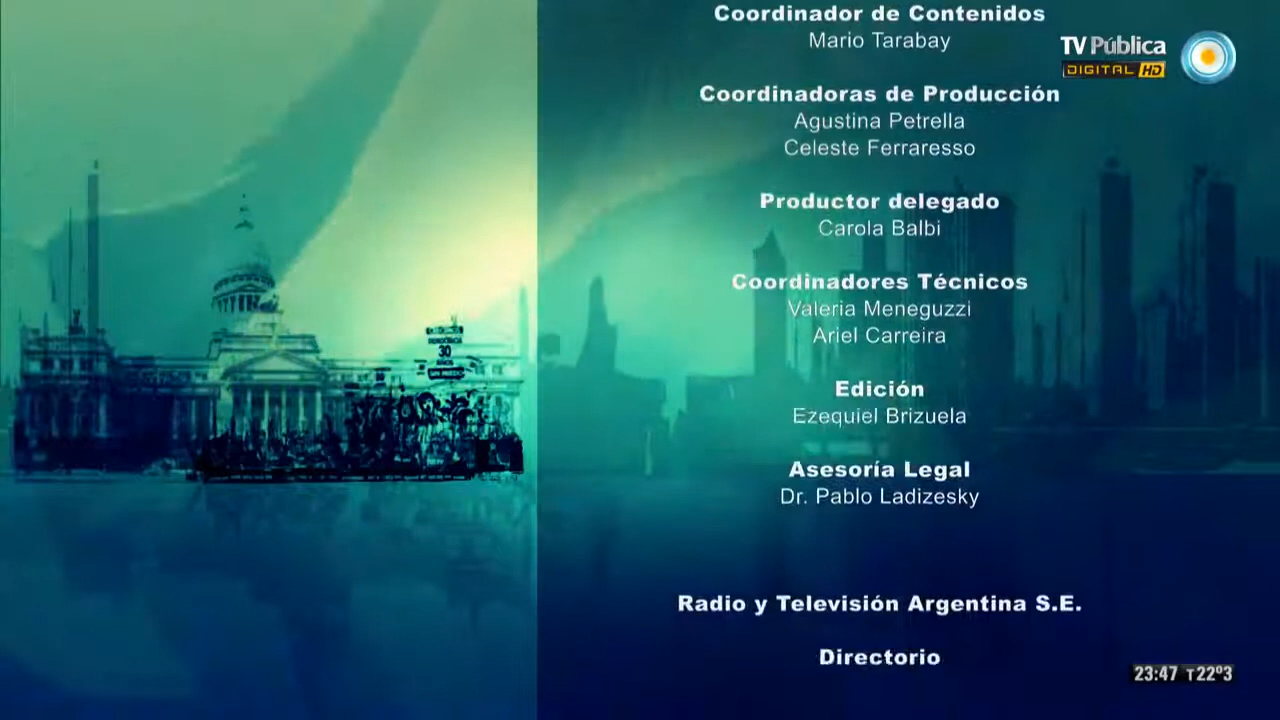 Coordinador de Contenidos
Mario Tarabay
TV Pública
DIGITAL HD
Coordinadoras de Producción
Agustina Petrella
Celeste Ferraresso
Productor delegado
Carola Balbi
Coordinadores Técnicos
Valeria Meneguzzi
Ariel Carreira
30
Edición
Ezequiel Brizuela
Asesoría Legal
Dr. Pablo Ladizesky
Radio y Televisión Argentina S.E.
Directorio
23:47 T22º3